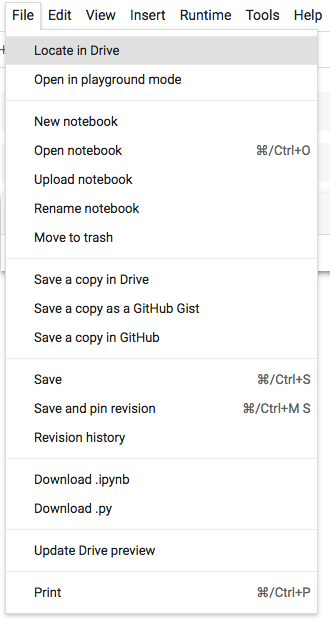 File Edit View Insert Runtime Tools Help
Locate in Drive
Open in playground mode
New notebook
Open notebook ⌘/Ctrl+O
Upload notebook
Rename notebook
Move to trash
Save a copy in Drive
Save a copy as a GitHub Gist
Save a copy in GitHub
Save ⌘/Ctrl+S
Save and pin revision ⌘/Ctrl+M S
Revision history
Download .ipynb
Download .py
Update Drive preview
Print ⌘/Ctrl+P